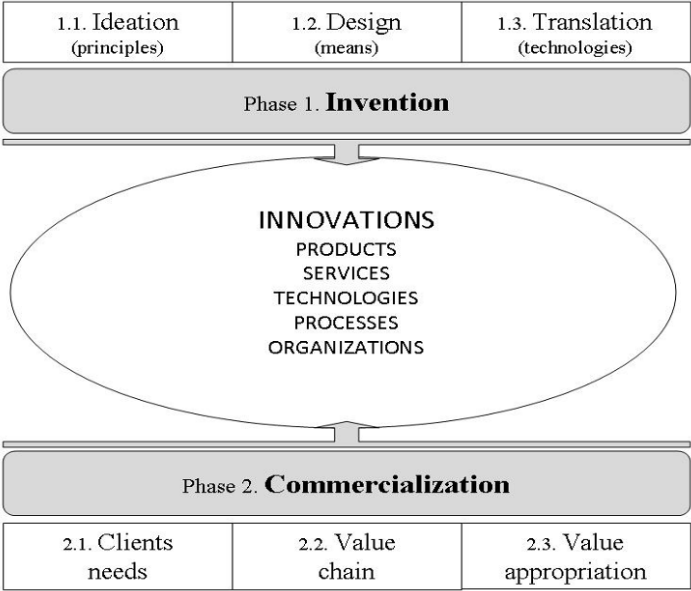 1.1. Ideation
(principles)
1.2. Design
(means)
1.3. Translation
(technologies)
Phase 1. Invention
INNOVATIONS
PRODUCTS
SERVICES
TECHNOLOGIES
PROCESSES
ORGANIZATIONS
Phase 2. Commercialization
2.1. Clients
needs
2.2. Value
chain
2.3. Value
appropriation